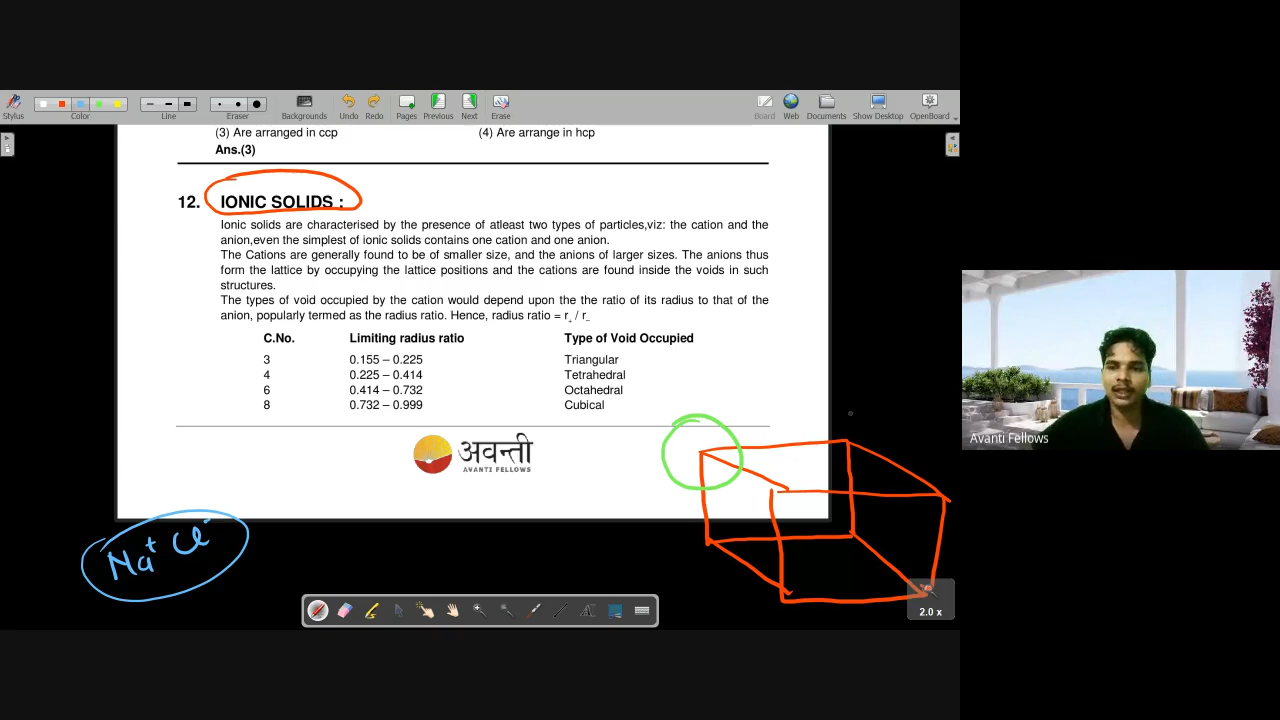 Stylus
Color
Line
Eraser
Backgrounds
Undo
Redo
Pages
Previous
Next
Erase
Board
Web
Documents
Show Desktop
OpenBoard
(3) Are arranged in ccp
(4) Are arrange in hcp
Ans.(3)
12. IONIC SOLIDS :
Ionic solids are characterised by the presence of atleast two types of particles,viz: the cation and the
anion,even the simplest of ionic solids contains one cation and one anion.
The Cations are generally found to be of smaller size, and the anions of larger sizes. The anions thus
form the lattice by occupying the lattice positions and the cations are found inside the voids in such
structures.
The types of void occupied by the cation would depend upon the the ratio of its radius to that of the
anion, popularly termed as the radius ratio. Hence, radius ratio = r₊ / r₋
C.No. Limiting radius ratio Type of Void Occupied
3 0.155 – 0.225 Triangular
4 0.225 – 0.414 Tetrahedral
6 0.414 – 0.732 Octahedral
8 0.732 – 0.999 Cubical
अवन्ती
AVANTI FELLOWS
Na⁺ Cl⁻
2.0 x
Avanti Fellows